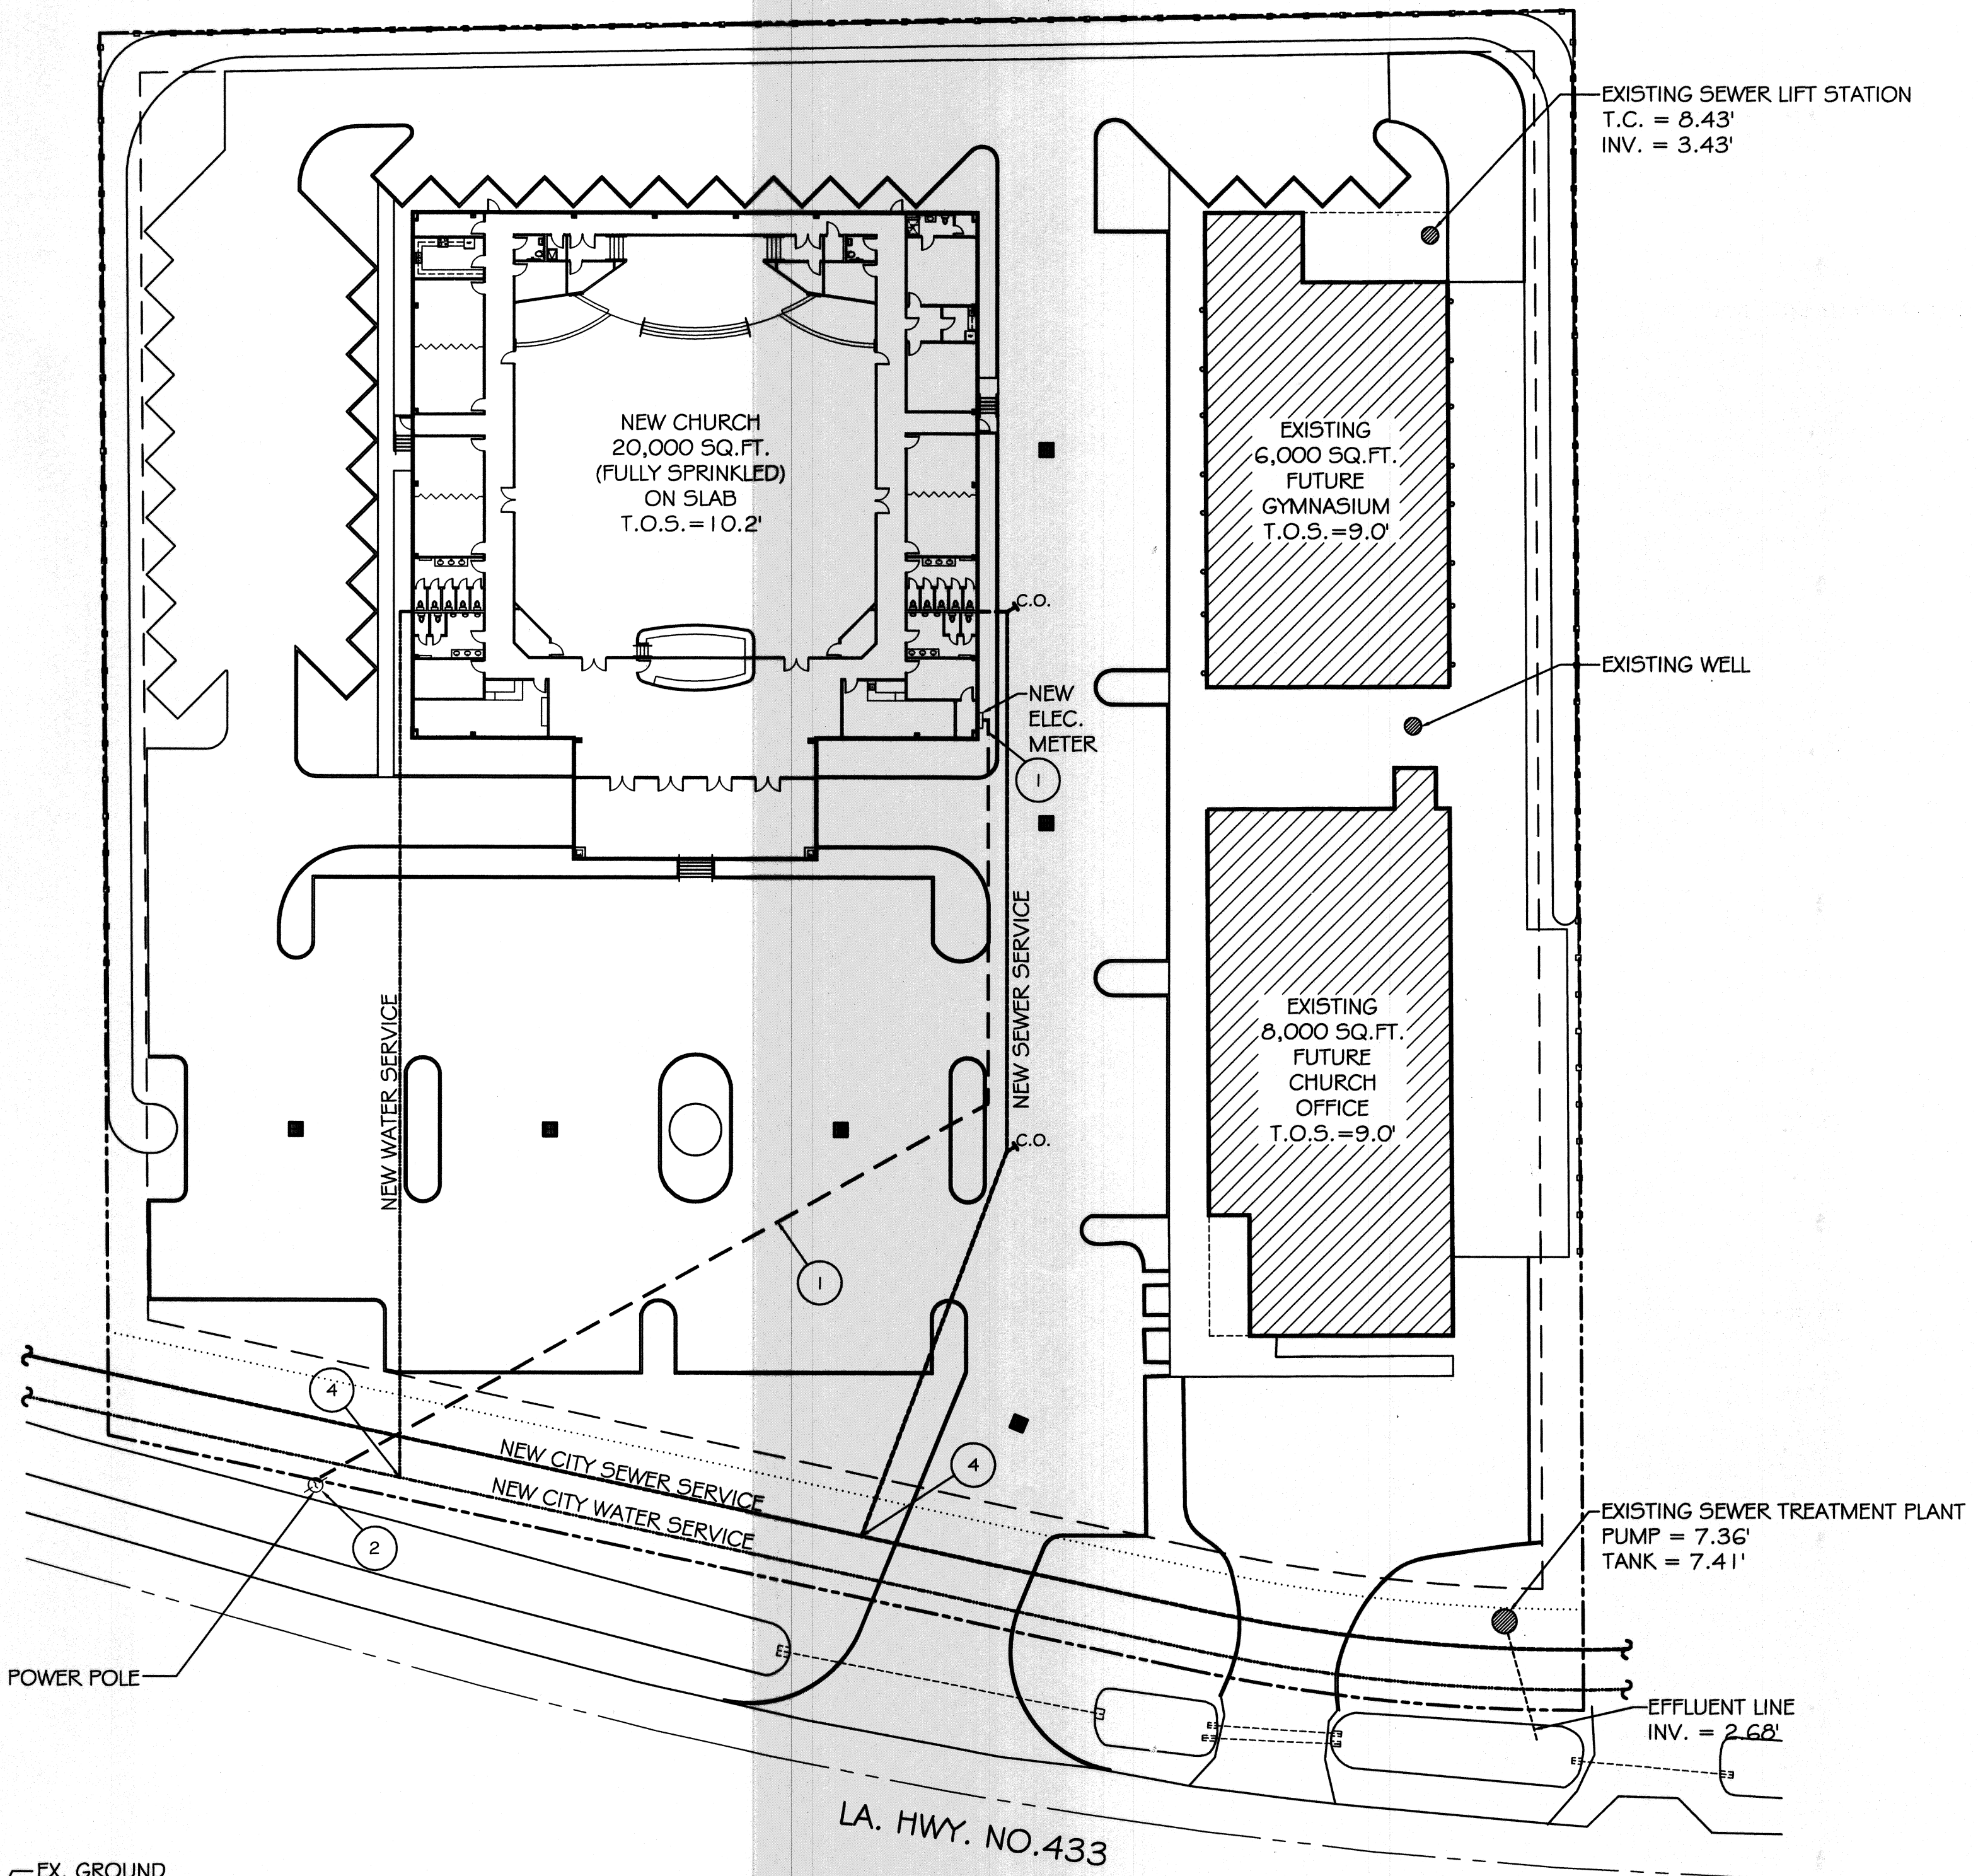 EXISTING SEWER LIFT STATION
T.C. = 8.43'
INV. = 3.43'
NEW CHURCH
20,000 SQ.FT.
(FULLY SPRINKLED)
ON SLAB
T.O.S.=10.2'
EXISTING
6,000 SQ.FT.
FUTURE
GYMNASIUM
T.O.S.=9.0'
C.O.
EXISTING WELL
NEW
ELEC.
METER
1
NEW WATER SERVICE
NEW SEWER SERVICE
EXISTING
8,000 SQ.FT.
FUTURE
CHURCH
OFFICE
T.O.S.=9.0'
C.O.
1
4
NEW CITY SEWER SERVICE
NEW CITY WATER SERVICE
4
2
EXISTING SEWER TREATMENT PLANT
PUMP = 7.36'
TANK = 7.41'
POWER POLE
EFFLUENT LINE
INV. = 2.68'
LA. HWY. NO.433
EX. GROUND